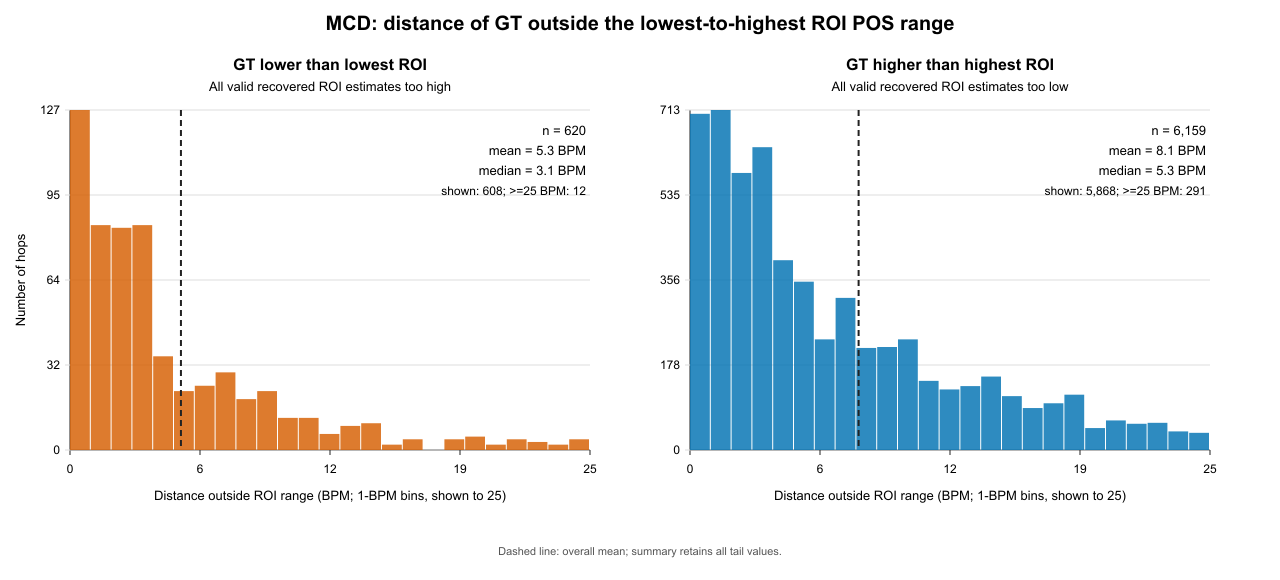 MCD: distance of GT outside the lowest-to-highest ROI POS range
GT lower than lowest ROI
All valid recovered ROI estimates too high
n = 620
mean = 5.3 BPM
median = 3.1 BPM
shown: 608; >=25 BPM: 12
Number of hops
127
95
64
32
0
0
6
12
19
25
Distance outside ROI range (BPM; 1-BPM bins, shown to 25)
GT higher than highest ROI
All valid recovered ROI estimates too low
n = 6,159
mean = 8.1 BPM
median = 5.3 BPM
shown: 5,868; >=25 BPM: 291
713
535
356
178
0
0
6
12
19
25
Distance outside ROI range (BPM; 1-BPM bins, shown to 25)
Dashed line: overall mean; summary retains all tail values.